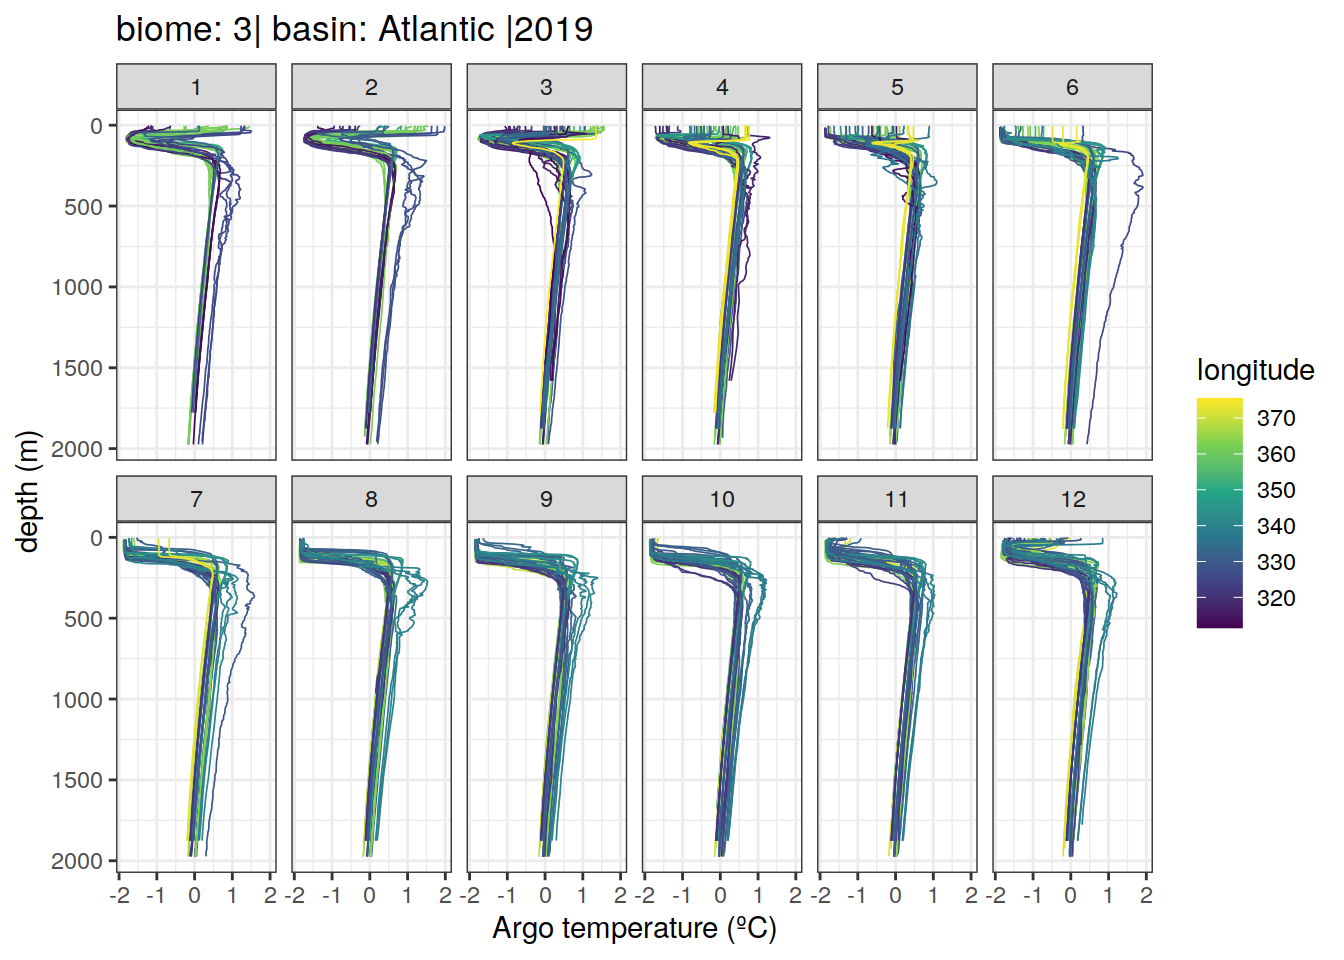 biome: 3| basin: Atlantic |2019
1 2 3 4 5 6
0
500
1000
1500
2000
7 8 9 10 11 12
0
500
1000
1500
2000
-2 -1 0 1 2 -2 -1 0 1 2 -2 -1 0 1 2 -2 -1 0 1 2 -2 -1 0 1 2 -2 -1 0 1 2
Argo temperature (ºC)
depth (m)
longitude
370
360
350
340
330
320